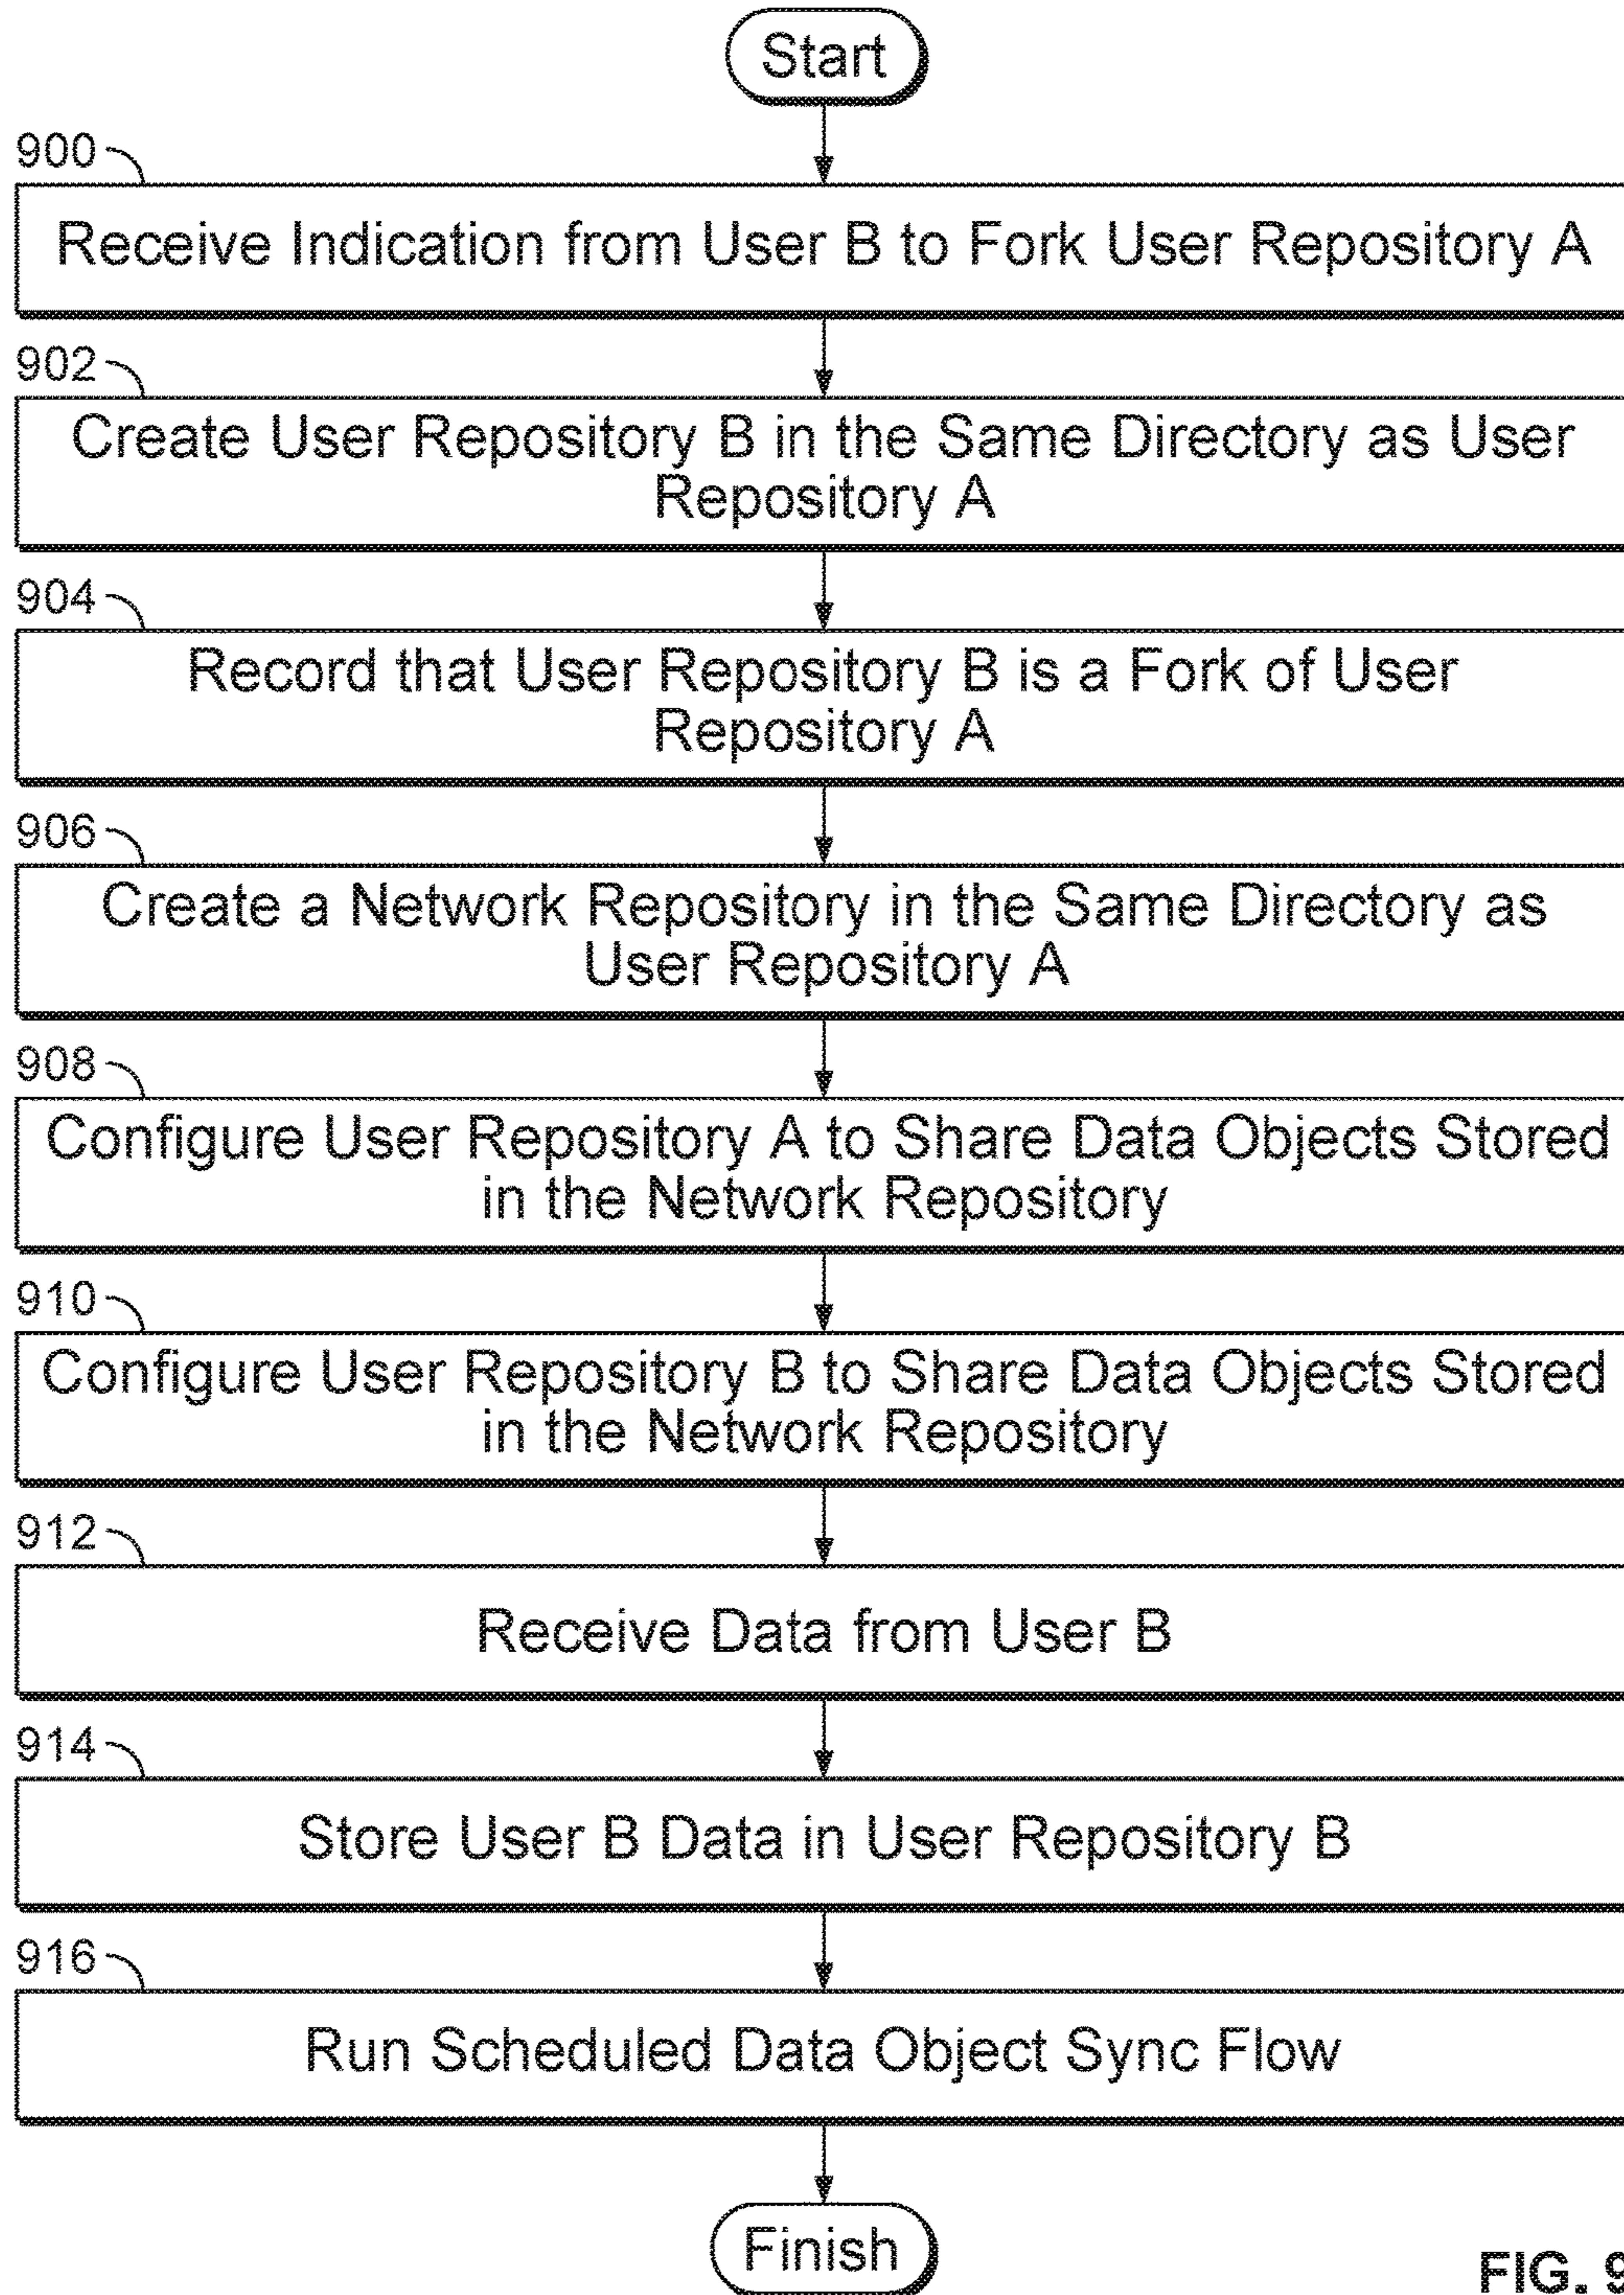 Start
900
Receive Indication from User B to Fork User Repository A
902
Create User Repository B in the Same Directory as User
Repository A
904
Record that User Repository B is a Fork of User
Repository A
906
Create a Network Repository in the Same Directory as
User Repository A
908
Configure User Repository A to Share Data Objects Stored
in the Network Repository
910
Configure User Repository B to Share Data Objects Stored
in the Network Repository
912
Receive Data from User B
914
Store User B Data in User Repository B
916
Run Scheduled Data Object Sync Flow
Finish
FIG. 9